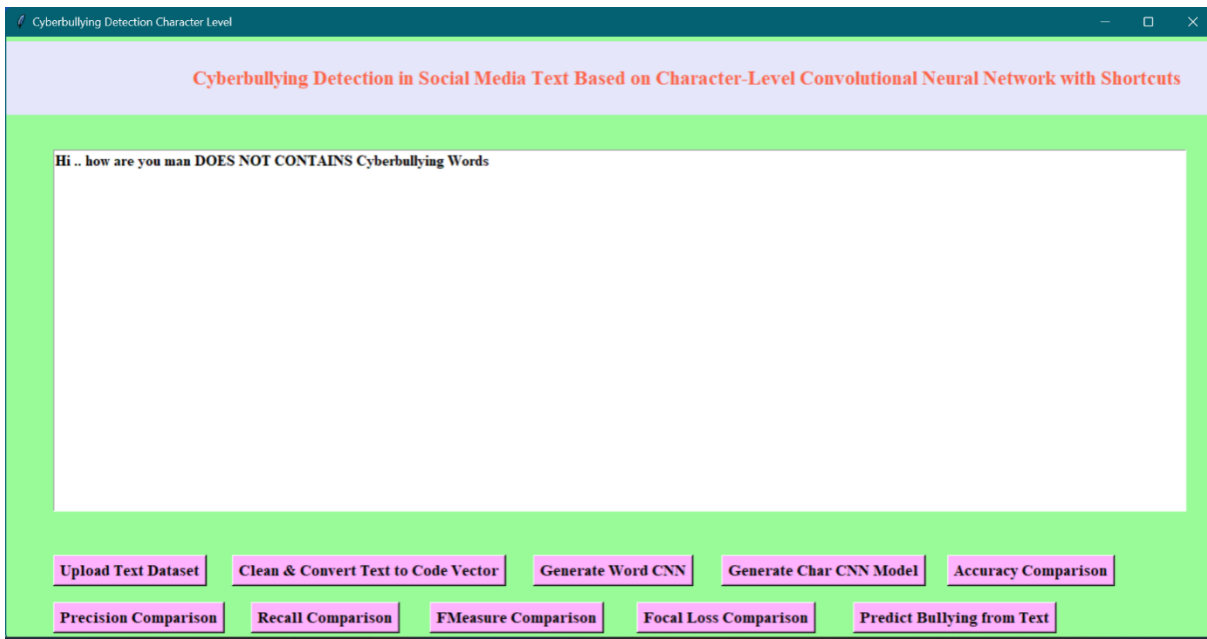 Cyberbullying Detection Character Level
Cyberbullying Detection in Social Media Text Based on Character-Level Convolutional Neural Network with Shortcuts
Hi .. how are you man DOES NOT CONTAINS Cyberbullying Words
Upload Text Dataset Clean & Convert Text to Code Vector Generate Word CNN Generate Char CNN Model Accuracy Comparison
Precision Comparison Recall Comparison FMeasure Comparison Focal Loss Comparison Predict Bullying from Text